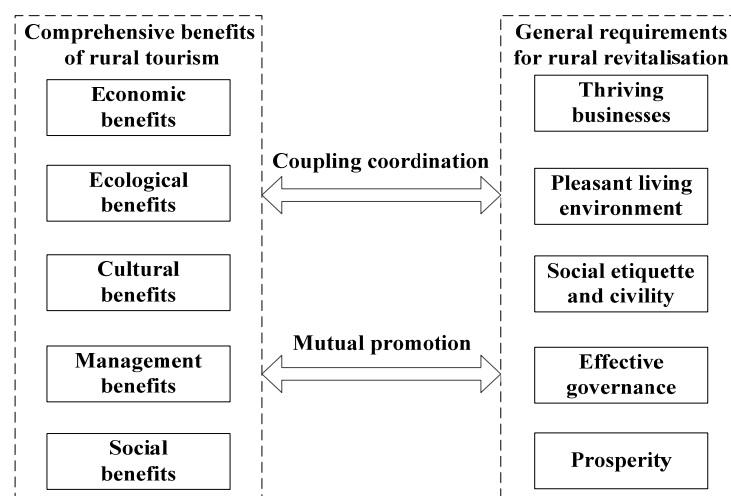 Comprehensive benefits
of rural tourism
Economic
benefits
Ecological
benefits
Cultural
benefits
Management
benefits
Social
benefits
Coupling coordination
Mutual promotion
General requirements
for rural revitalisation
Thriving
businesses
Pleasant living
environment
Social etiquette
and civility
Effective
governance
Prosperity